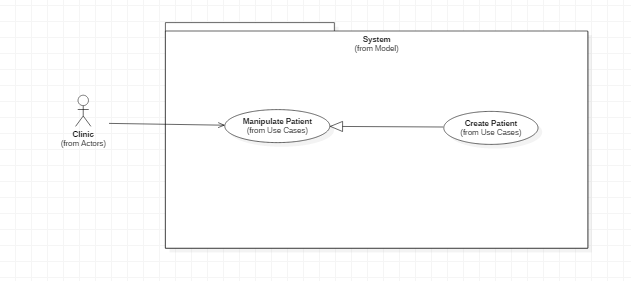 System
(from Model)
Clinic
(from Actors)
Manipulate Patient
(from Use Cases)
Create Patient
(from Use Cases)